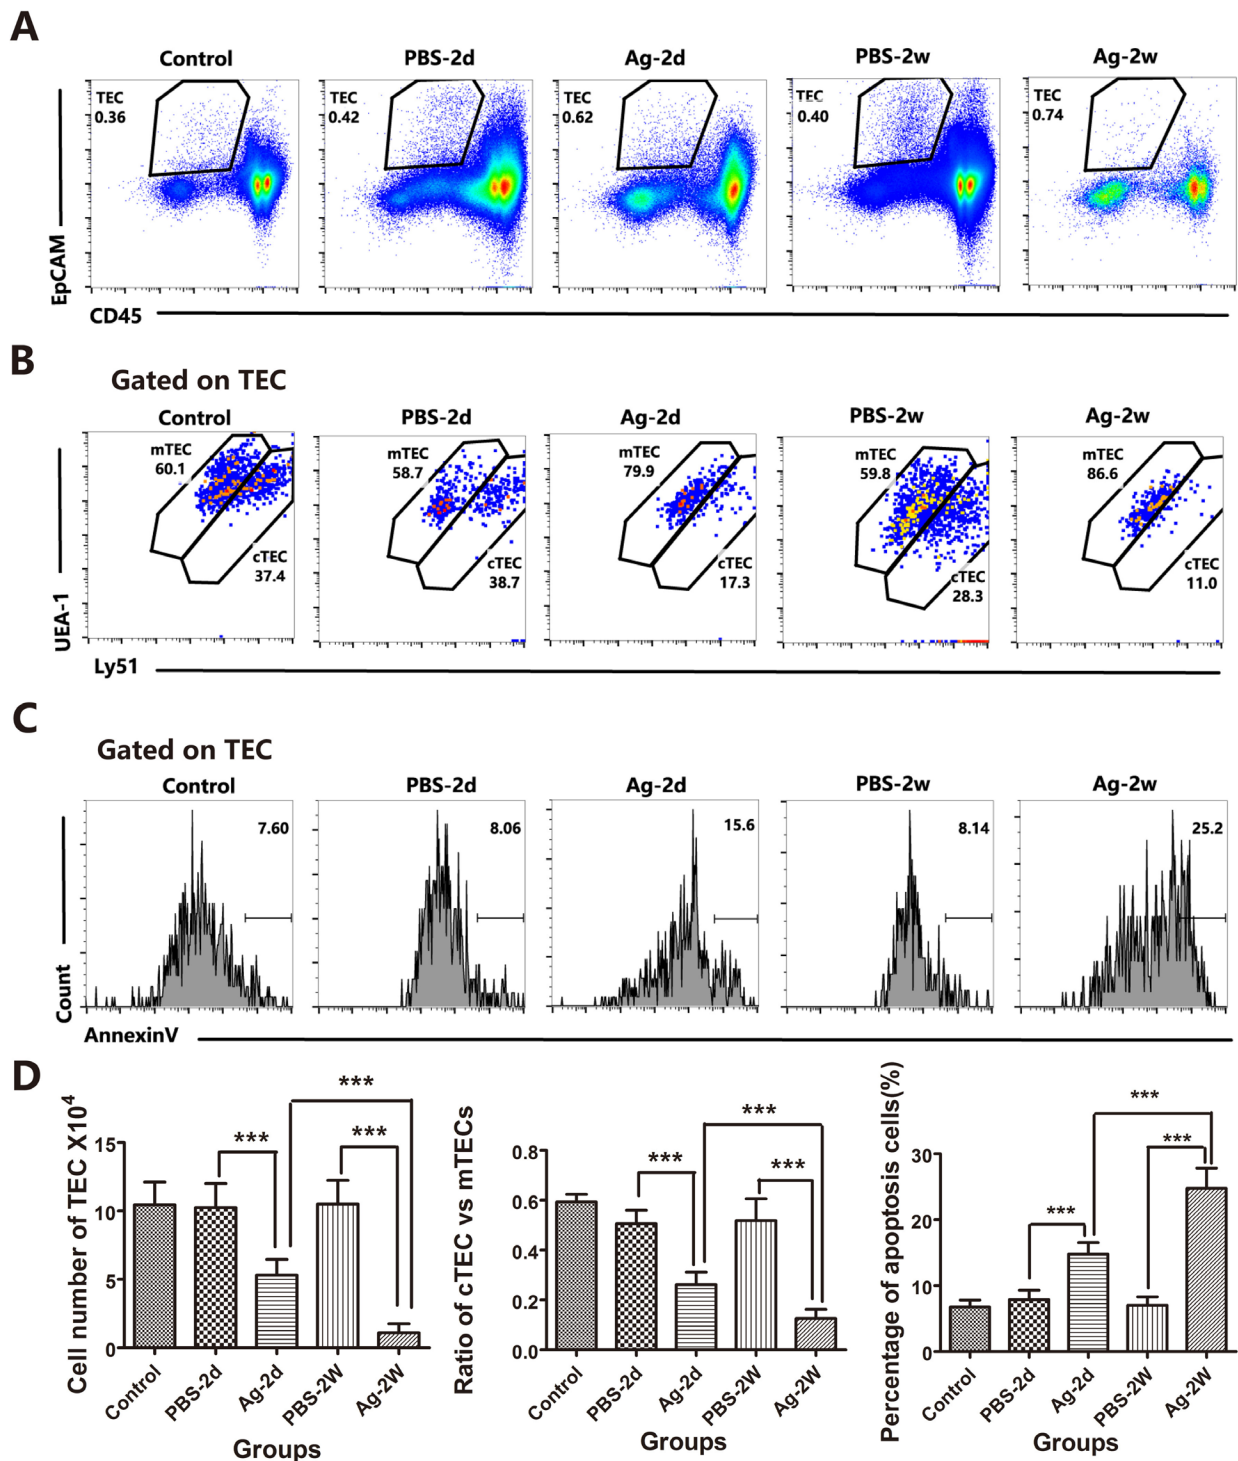 A
Control
PBS-2d
Ag-2d
PBS-2w
Ag-2w
TEC
0.36
TEC
0.42
TEC
0.62
TEC
0.40
TEC
0.74
EpCAM
CD45
B
Gated on TEC
Control
PBS-2d
Ag-2d
PBS-2w
Ag-2w
mTEC
60.1
cTEC
37.4
mTEC
58.7
cTEC
38.7
mTEC
79.9
cTEC
17.3
mTEC
59.8
cTEC
28.3
mTEC
86.6
cTEC
11.0
UEA-1
Ly51
C
Gated on TEC
Control
PBS-2d
Ag-2d
PBS-2w
Ag-2w
7.60
8.06
15.6
8.14
25.2
Count
AnnexinV
D
Cell number of TEC X10⁴
15
10
5
0
***
***
***
Control
PBS-2d
Ag-2d
PBS-2W
Ag-2W
Groups
Ratio of cTEC vs mTECs
0.8
0.6
0.4
0.2
0.0
***
***
***
Control
PBS-2d
Ag-2d
PBS-2W
Ag-2W
Groups
Percentage of apoptosis cells(%)
30
20
10
0
***
***
***
Control
PBS-2d
Ag-2d
PBS-2W
Ag-2W
Groups